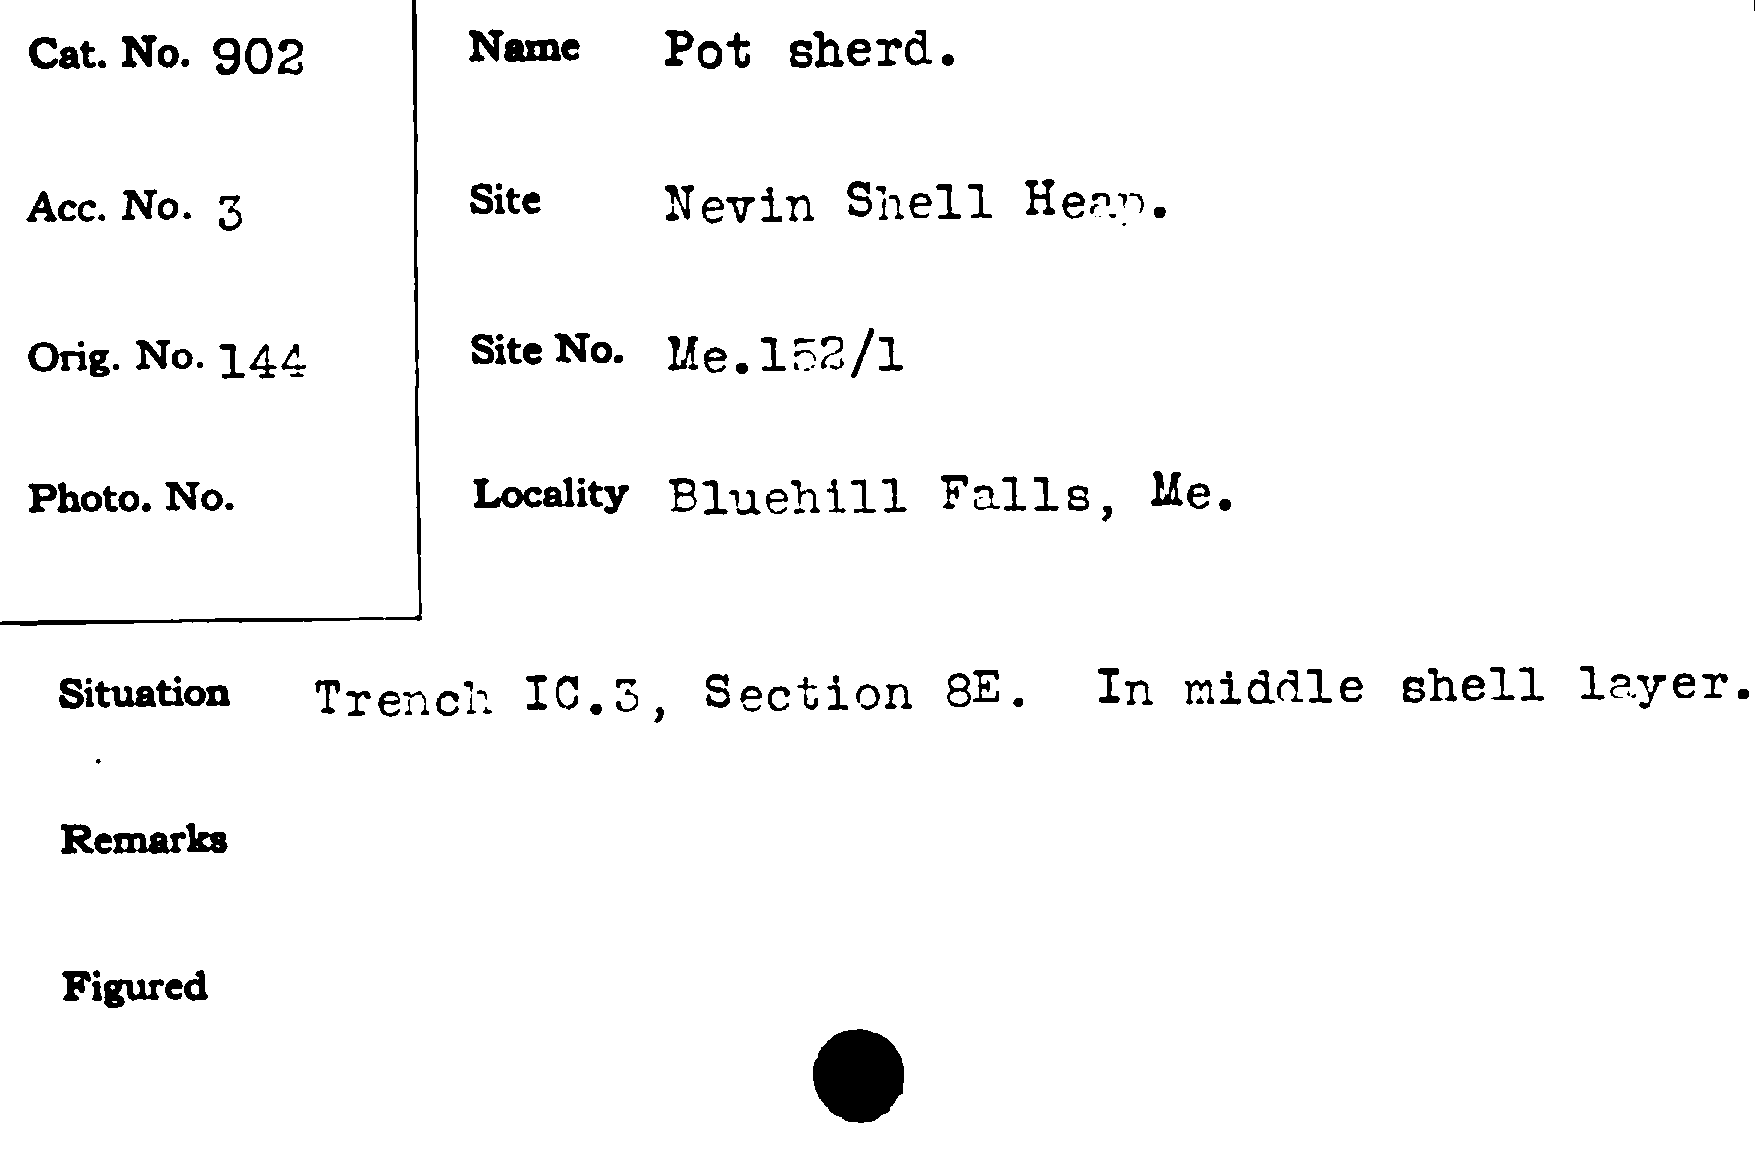 Cat. No. 902
Name Pot sherd.
Acc. No. 3
Site Nevin Shell Heap.
Orig. No. 144
Site No. Me.152/1
Photo. No.
Locality Bluehill Falls, Me.
Situation Trench IC.3, Section 8E. In middle shell layer.
Remarks
Figured